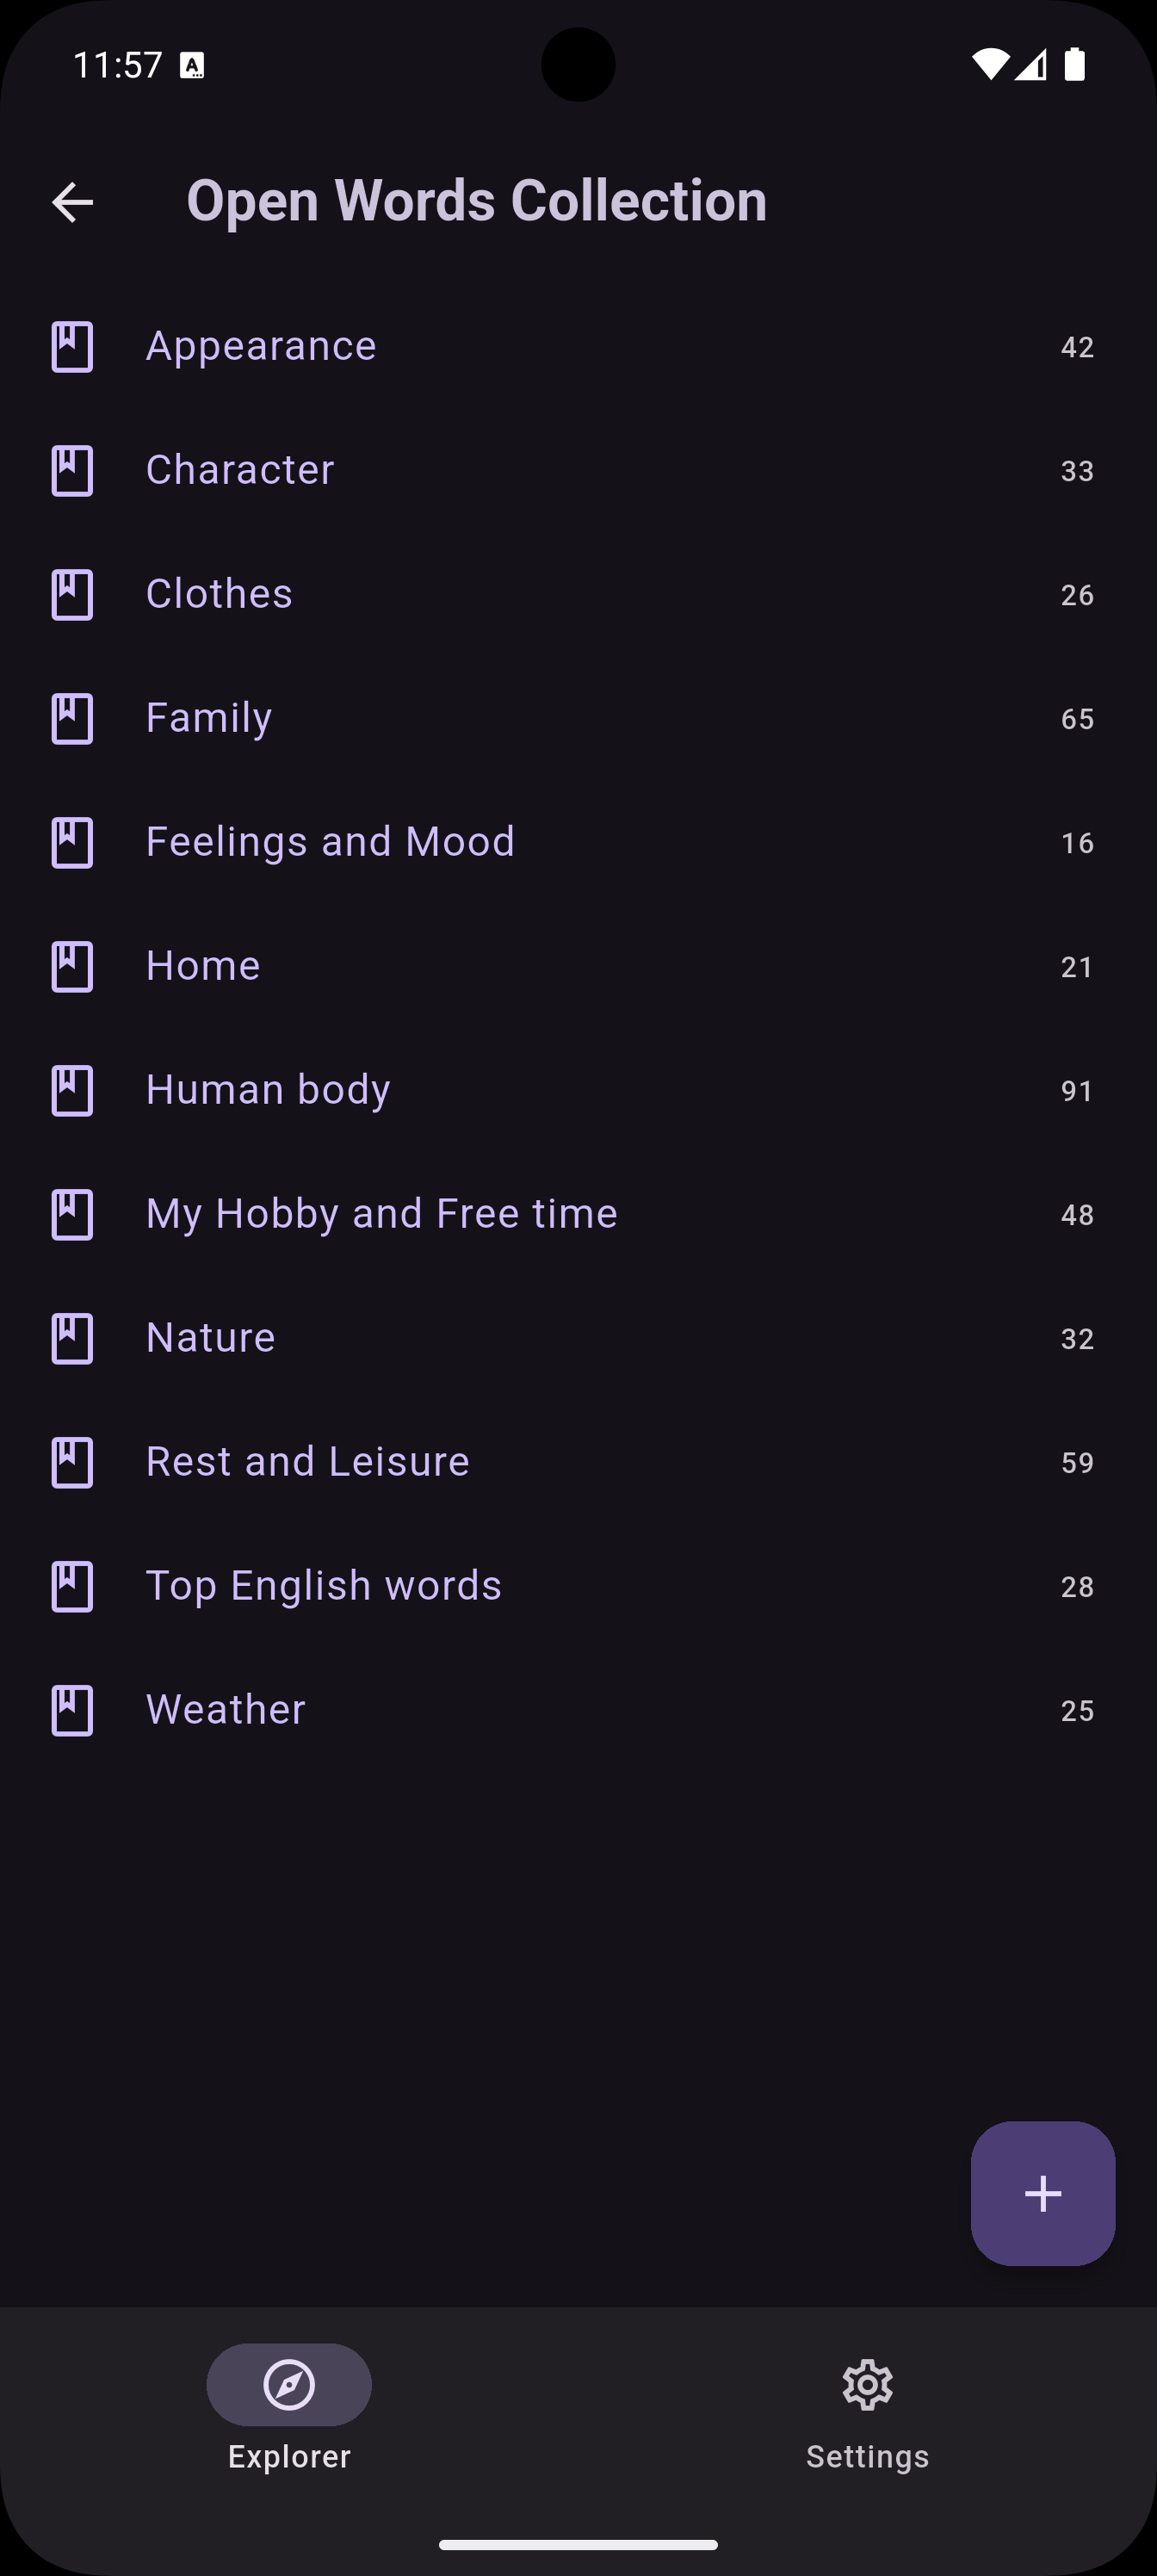 11:57
Open Words Collection
Appearance 42
Character 33
Clothes 26
Family 65
Feelings and Mood 16
Home 21
Human body 91
My Hobby and Free time 48
Nature 32
Rest and Leisure 59
Top English words 28
Weather 25
Explorer Settings